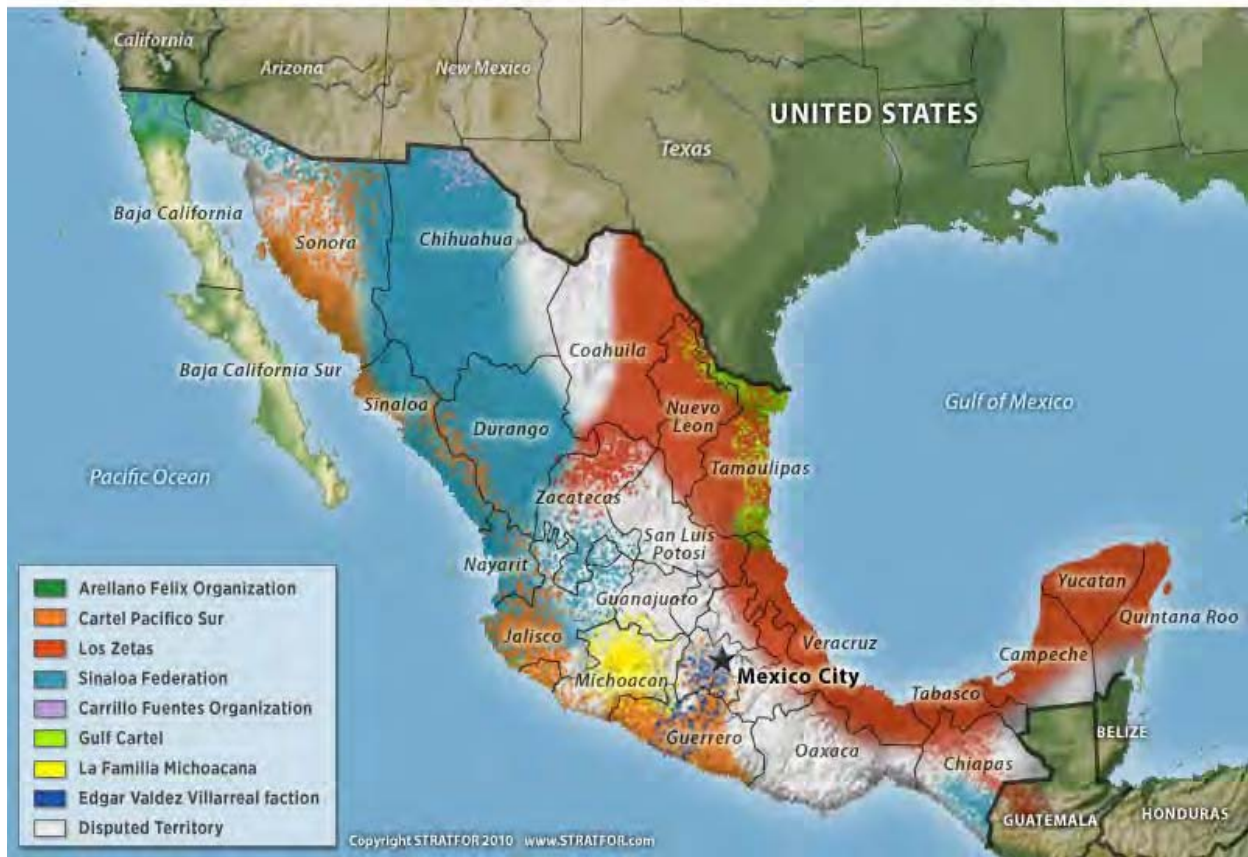 California
Arizona
New Mexico
UNITED STATES
Texas
Baja California
Sonora
Chihuahua
Coahuila
Baja California Sur
Sinaloa
Durango
Nuevo
Leon
Gulf of Mexico
Pacific Ocean
Tamaulipas
Zacatecas
San Luis
Potosi
Nayarit
Guanajuato
Yucatan
Quintana Roo
Jalisco
Veracruz
Campeche
Michoacan
Mexico City
Tabasco
Guerrero
Oaxaca
Chiapas
BELIZE
GUATEMALA
HONDURAS
Arellano Felix Organization
Cartel Pacifico Sur
Los Zetas
Sinaloa Federation
Carrillo Fuentes Organization
Gulf Cartel
La Familia Michoacana
Edgar Valdez Villarreal faction
Disputed Territory
Copyright STRATFOR 2010 www.STRATFOR.com